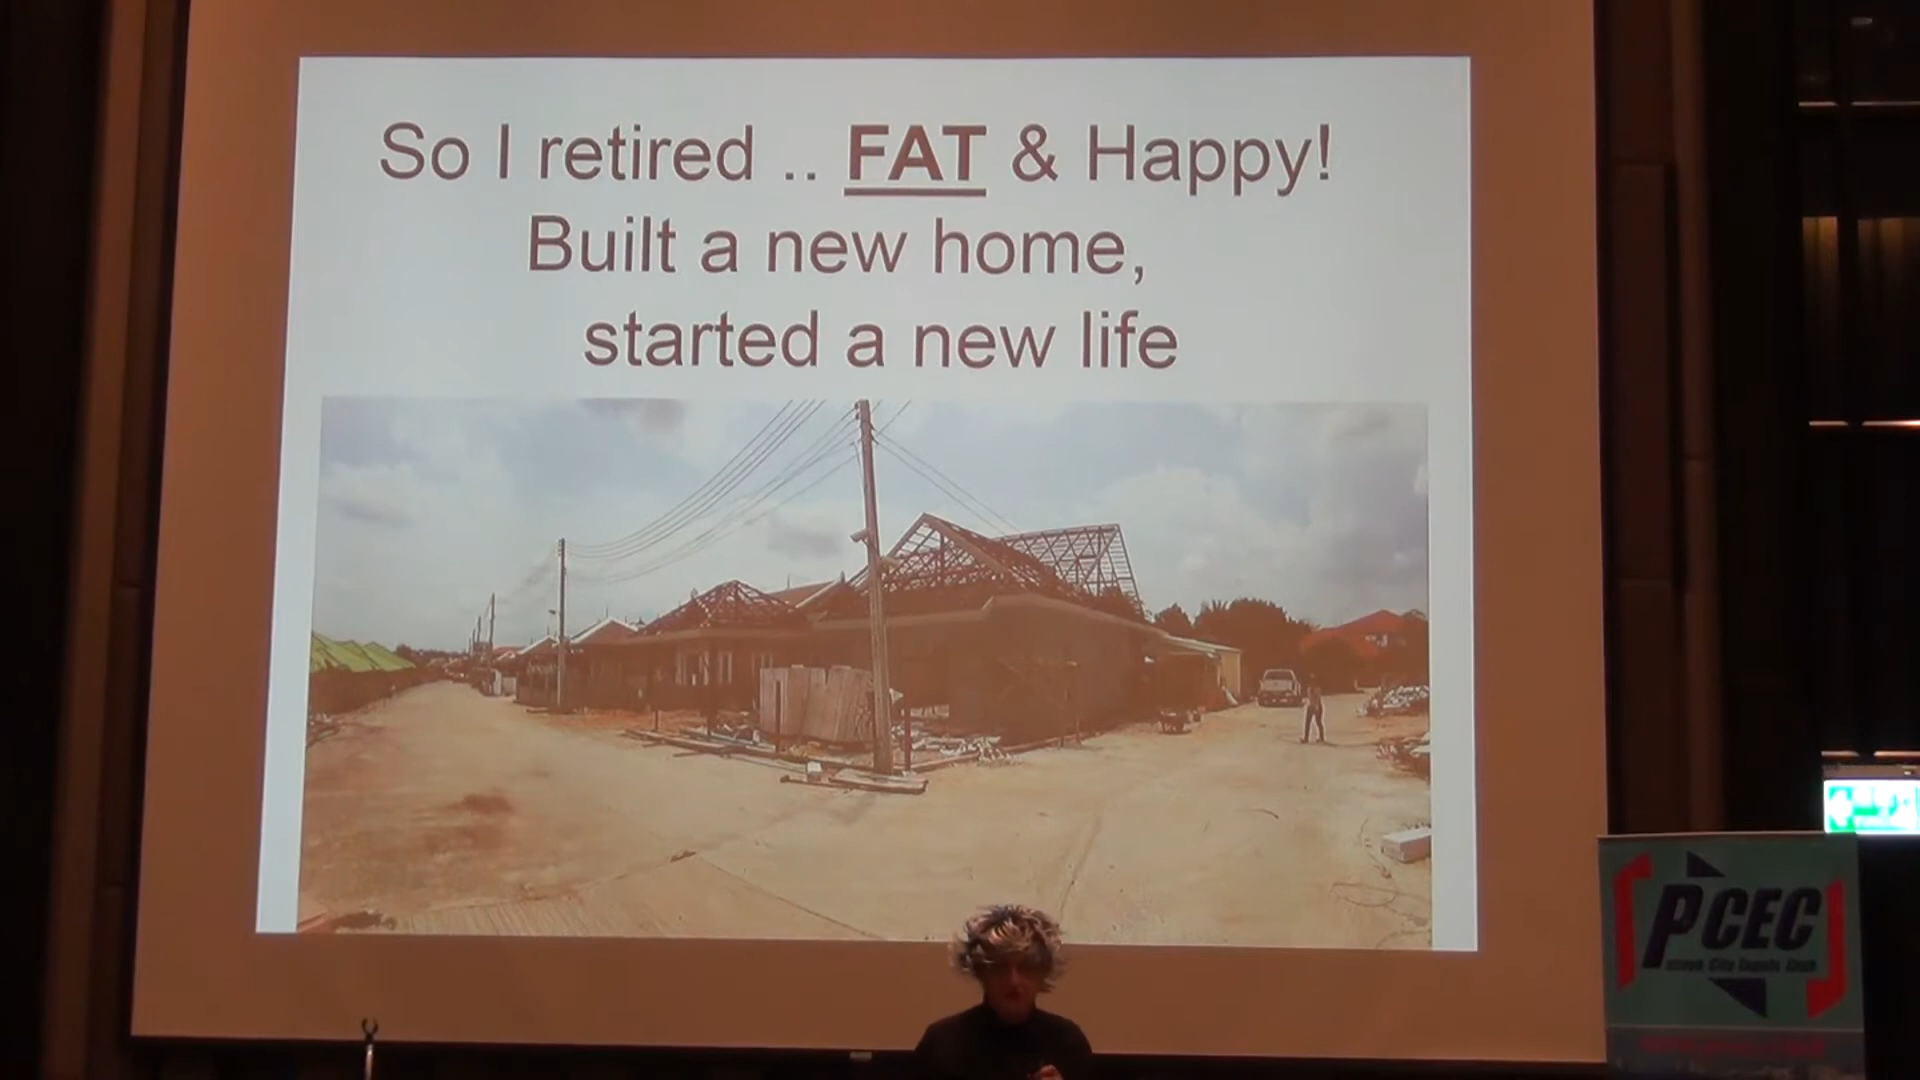 So I retired .. FAT & Happy!
Built a new home,
started a new life
PCEC